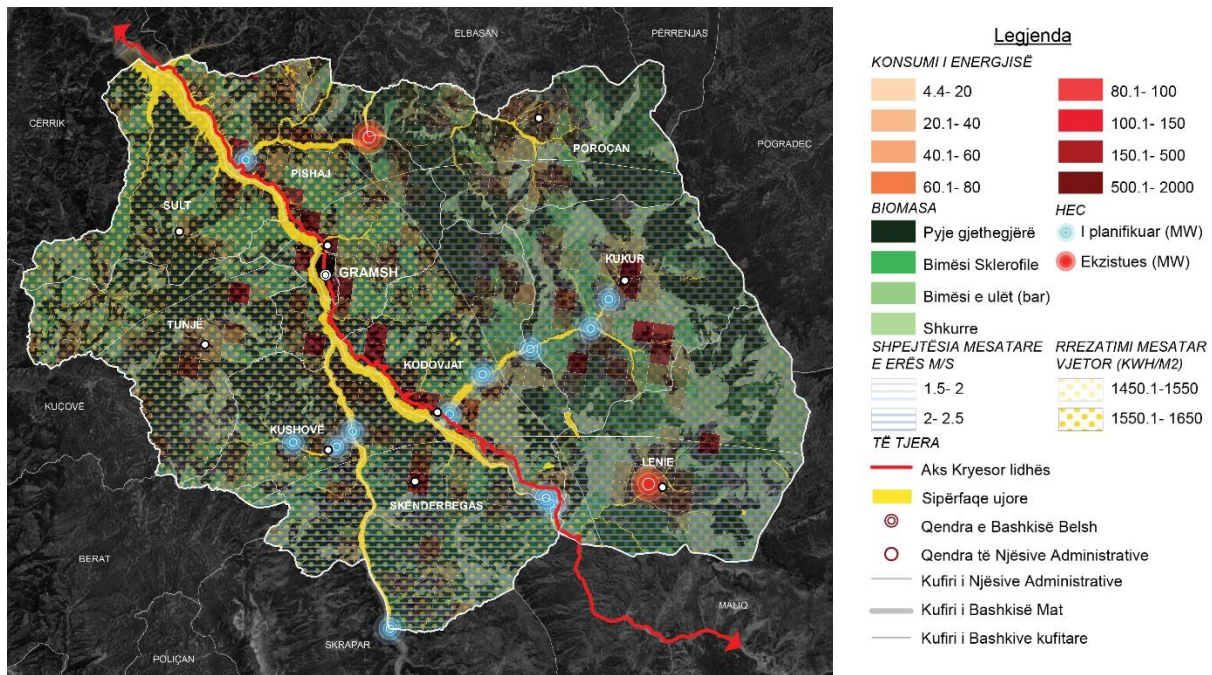 ELBASAN
PËRRENJAS
CËRRIK
POGRADEC
POROÇAN
PISHAJ
SULT
GRAMSH
KUKUR
TUNJË
KODOVJAT
KUÇOVË
KUSHOVË
LENIE
SKËNDERBEGAS
BERAT
MALIQ
SKRAPAR
POLIÇAN
Legjenda
KONSUMI I ENERGJISË
4.4- 20
20.1- 40
40.1- 60
60.1- 80
80.1- 100
100.1- 150
150.1- 500
500.1- 2000
BIOMASA
Pyje gjethegjërë
Bimësi Sklerofile
Bimësi e ulët (bar)
Shkurre
HEC
I planifikuar (MW)
Ekzistues (MW)
SHPEJTËSIA MESATARE
E ERËS M/S
1.5- 2
2- 2.5
RREZATIMI MESATAR
VJETOR (KWH/M2)
1450.1-1550
1550.1- 1650
TË TJERA
Aks Kryesor lidhës
Sipërfaqe ujore
Qendra e Bashkisë Belsh
Qendra të Njësive Administrative
Kufiri i Njësive Administrative
Kufiri i Bashkisë Mat
Kufiri i Bashkive kufitare